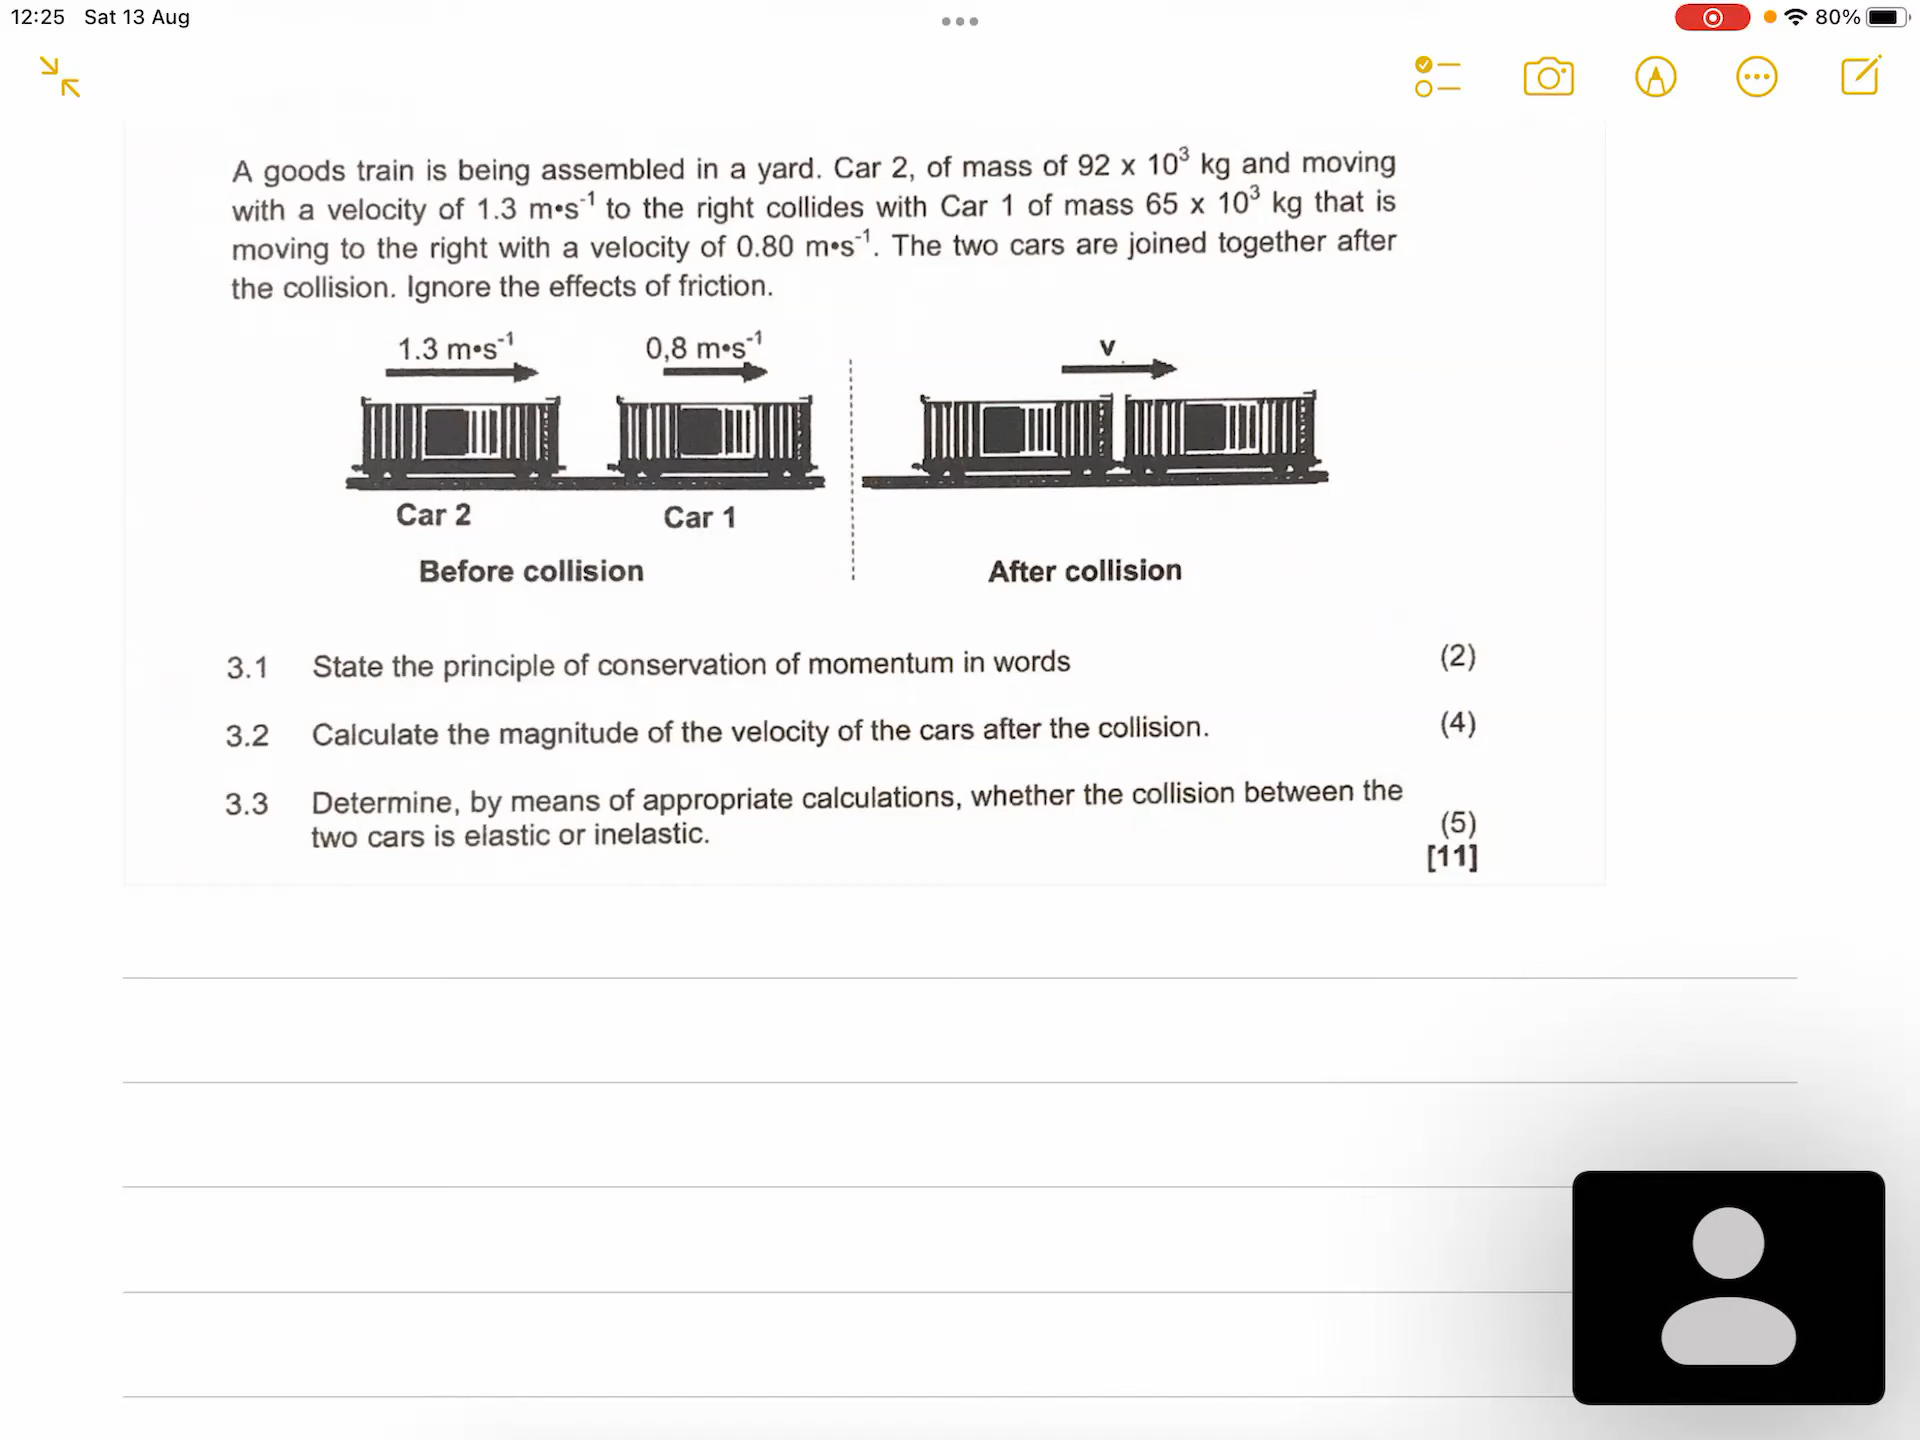 12:25 Sat 13 Aug
80%
A goods train is being assembled in a yard. Car 2, of mass of 92 x 10³ kg and moving
with a velocity of 1.3 m•s⁻¹ to the right collides with Car 1 of mass 65 x 10³ kg that is
moving to the right with a velocity of 0.80 m•s⁻¹. The two cars are joined together after
the collision. Ignore the effects of friction.
1.3 m•s⁻¹ 0,8 m•s⁻¹ v
Car 2 Car 1
Before collision After collision
3.1 State the principle of conservation of momentum in words (2)
3.2 Calculate the magnitude of the velocity of the cars after the collision. (4)
3.3 Determine, by means of appropriate calculations, whether the collision between the
two cars is elastic or inelastic. (5)
[11]